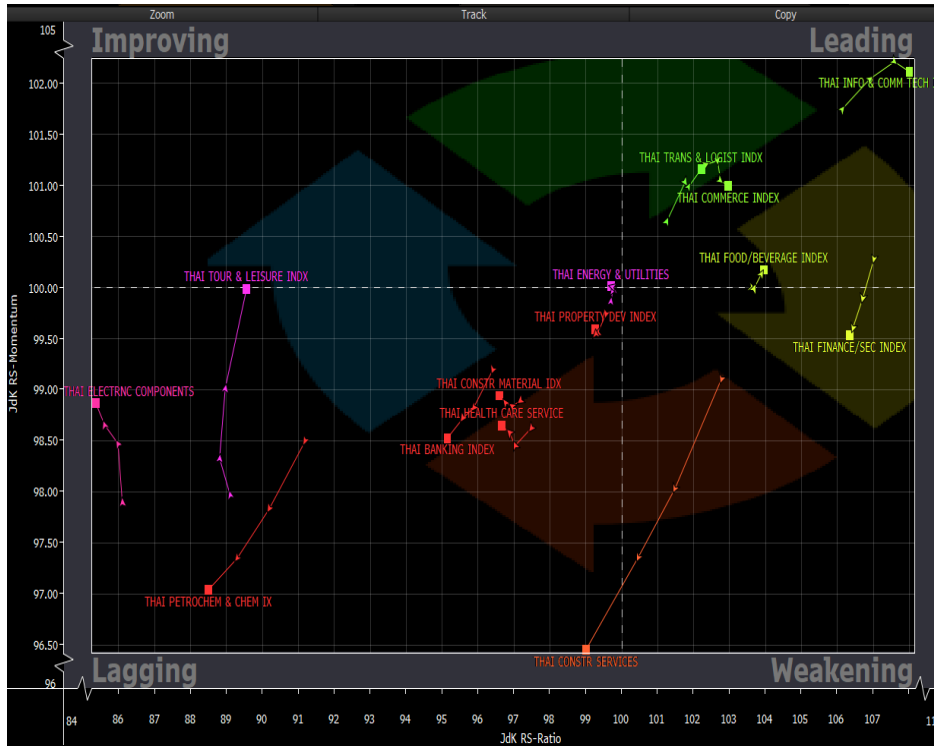 Zoom Track Copy
105
Improving Leading
102.00
THAI INFO & COMM TECH
101.50
THAI TRANS & LOGIST INDX
101.00
THAI COMMERCE INDEX
100.50
THAI FOOD/BEVERAGE INDEX
THAI TOUR & LEISURE INDX
THAI ENERGY & UTILITIES
100.00
THAI PROPERTY DEV INDEX
99.50
THAI FINANCE/SEC INDEX
JdK RS-Momentum
99.00
THAI ELECTRNC COMPONENTS
THAI CONSTR MATERIAL IDX
THAI HEALTH CARE SERVICE
98.50
THAI BANKING INDEX
98.00
97.50
97.00
THAI PETROCHEM & CHEM IX
96.50
THAI CONSTR SERVICES
96
Lagging Weakening
84 86 87 88 89 90 91 92 93 94 95 96 97 98 99 100 101 102 103 104 105 106 107
JdK RS-Ratio